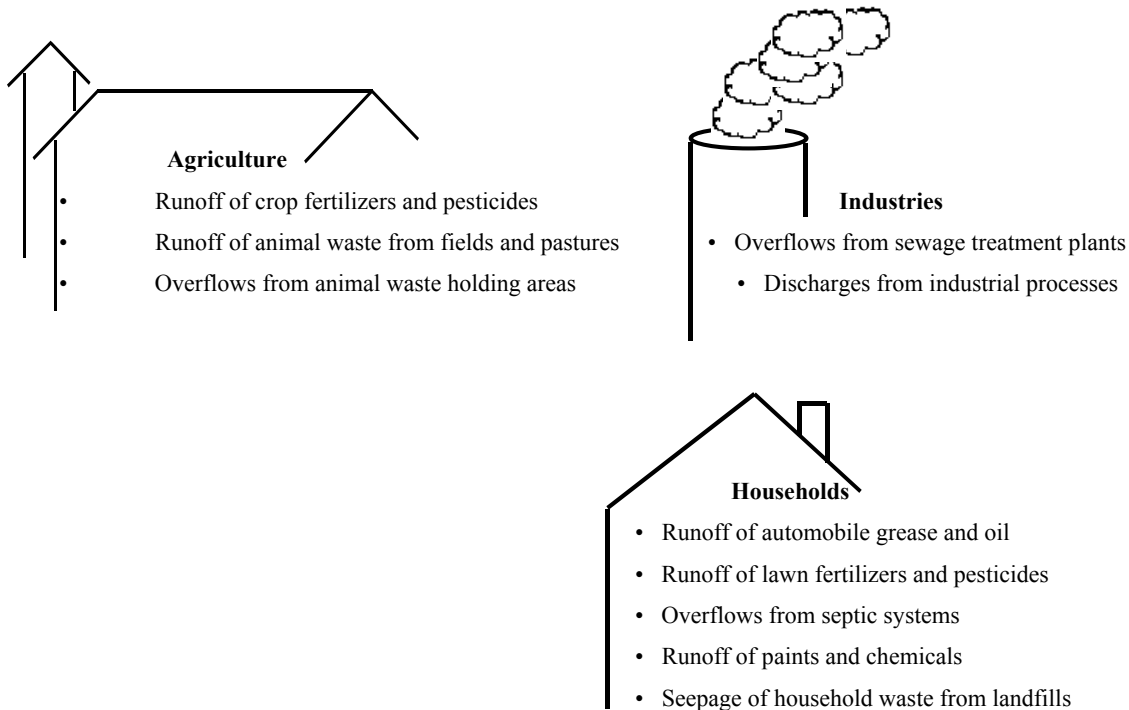 Agriculture
• Runoff of crop fertilizers and pesticides
• Runoff of animal waste from fields and pastures
• Overflows from animal waste holding areas
Industries
• Overflows from sewage treatment plants
• Discharges from industrial processes
Households
• Runoff of automobile grease and oil
• Runoff of lawn fertilizers and pesticides
• Overflows from septic systems
• Runoff of paints and chemicals
• Seepage of household waste from landfills